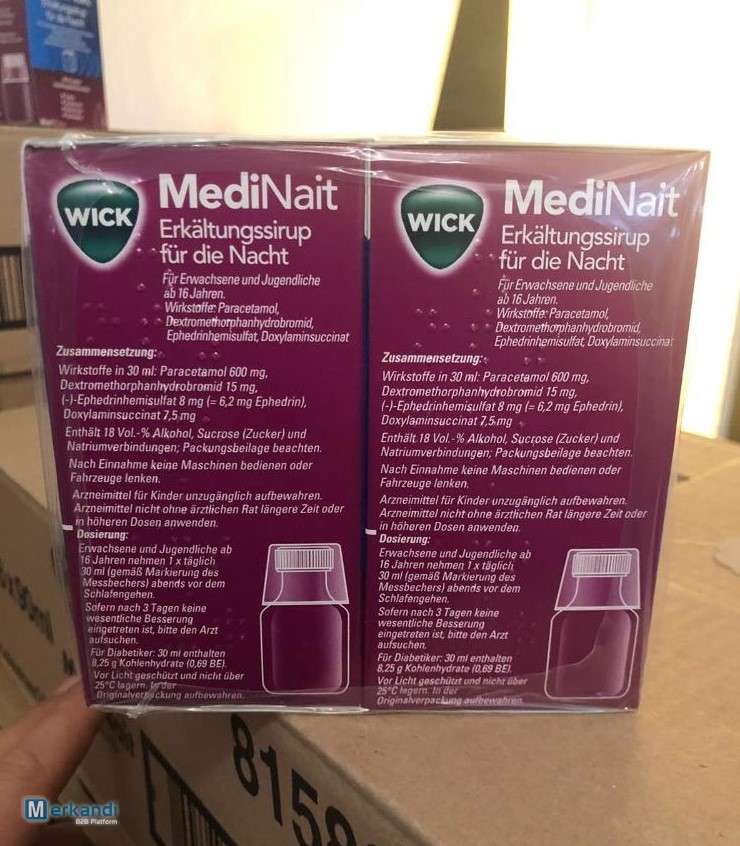 WICK
MediNait
Erkältungssirup
für die Nacht
Für Erwachsene und Jugendliche
ab 16 Jahren.
Wirkstoffe: Paracetamol,
Dextromethorphanhydrobromid,
Ephedrinhemisulfat, Doxylaminsuccinat
Zusammensetzung:
Wirkstoffe in 30 ml: Paracetamol 600 mg,
Dextromethorphanhydrobromid 15 mg,
(-)-Ephedrinhemisulfat 8 mg (= 6,2 mg Ephedrin),
Doxylaminsuccinat 7,5 mg
Enthält 18 Vol.-% Alkohol, Sucrose (Zucker) und
Natriumverbindungen; Packungsbeilage beachten.
Nach Einnahme keine Maschinen bedienen oder
Fahrzeuge lenken.
Arzneimittel für Kinder unzugänglich aufbewahren.
Arzneimittel nicht ohne ärztlichen Rat längere Zeit oder
in höheren Dosen anwenden.
Dosierung:
Erwachsene und Jugendliche ab
16 Jahren nehmen 1 x täglich
30 ml (gemäß Markierung des
Messbechers) abends vor dem
Schlafengehen.
Sofern nach 3 Tagen keine
wesentliche Besserung
eingetreten ist, bitte den Arzt
aufsuchen.
Für Diabetiker: 30 ml enthalten
8,25 g Kohlenhydrate (0,69 BE).
Vor Licht geschützt und nicht über
25°C lagern. In der
Originalverpackung aufbewahren.
WICK
MediNait
Erkältungssirup
für die Nacht
Für Erwachsene und Jugendliche
ab 16 Jahren.
Wirkstoffe: Paracetamol,
Dextromethorphanhydrobromid,
Ephedrinhemisulfat, Doxylaminsuccinat
Zusammensetzung:
Wirkstoffe in 30 ml: Paracetamol 600 mg,
Dextromethorphanhydrobromid 15 mg,
(-)-Ephedrinhemisulfat 8 mg (= 6,2 mg Ephedrin),
Doxylaminsuccinat 7,5 mg
Enthält 18 Vol.-% Alkohol, Sucrose (Zucker) und
Natriumverbindungen; Packungsbeilage beachten.
Nach Einnahme keine Maschinen bedienen oder
Fahrzeuge lenken.
Arzneimittel für Kinder unzugänglich aufbewahren.
Arzneimittel nicht ohne ärztlichen Rat längere Zeit oder
in höheren Dosen anwenden.
Dosierung:
Erwachsene und Jugendliche ab
16 Jahren nehmen 1 x täglich
30 ml (gemäß Markierung des
Messbechers) abends vor dem
Schlafengehen.
Sofern nach 3 Tagen keine
wesentliche Besserung
eingetreten ist, bitte den Arzt
aufsuchen.
Für Diabetiker: 30 ml enthalten
8,25 g Kohlenhydrate (0,69 BE).
Vor Licht geschützt und nicht über
25°C lagern. In der
Originalverpackung aufbewahren.
8158
Merkandi
B2B Platform